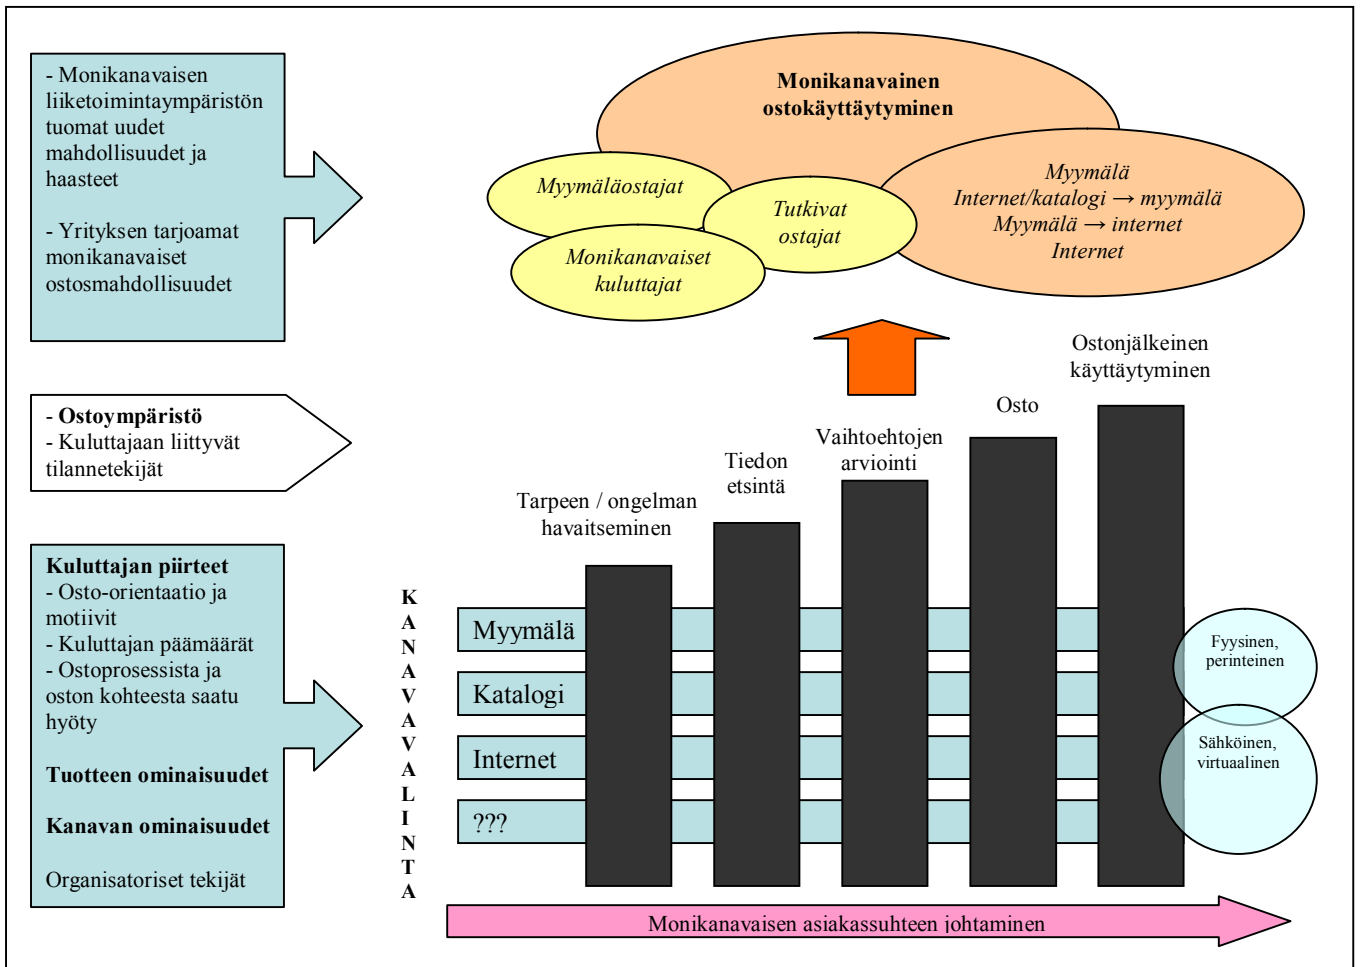 - Monikanavaisen
liiketoimintaympäristön
tuomat uudet
mahdollisuudet ja
haasteet
- Yrityksen tarjoamat
monikanavaiset
ostosmahdollisuudet
- Ostoympäristö
- Kuluttajaan liittyvät
tilannetekijät
Kuluttajan piirteet
- Osto-orientaatio ja
motiivit
- Kuluttajan päämäärät
- Ostoprosessista ja
oston kohteesta saatu
hyöty
Tuotteen ominaisuudet
Kanavan ominaisuudet
Organisatoriset tekijät
Monikanavainen
ostokäyttäytyminen
Myymäläostajat
Tutkivat
ostajat
Monikanavaiset
kuluttajat
Myymälä
Internet/katalogi → myymälä
Myymälä → internet
Internet
Tarpeen / ongelman
havaitseminen
Tiedon
etsintä
Vaihtoehtojen
arviointi
Osto
Ostonjälkeinen
käyttäytyminen
K
A
N
A
V
A
V
A
L
I
N
T
A
Myymälä
Katalogi
Internet
???
Fyysinen,
perinteinen
Sähköinen,
virtuaalinen
Monikanavaisen asiakassuhteen johtaminen